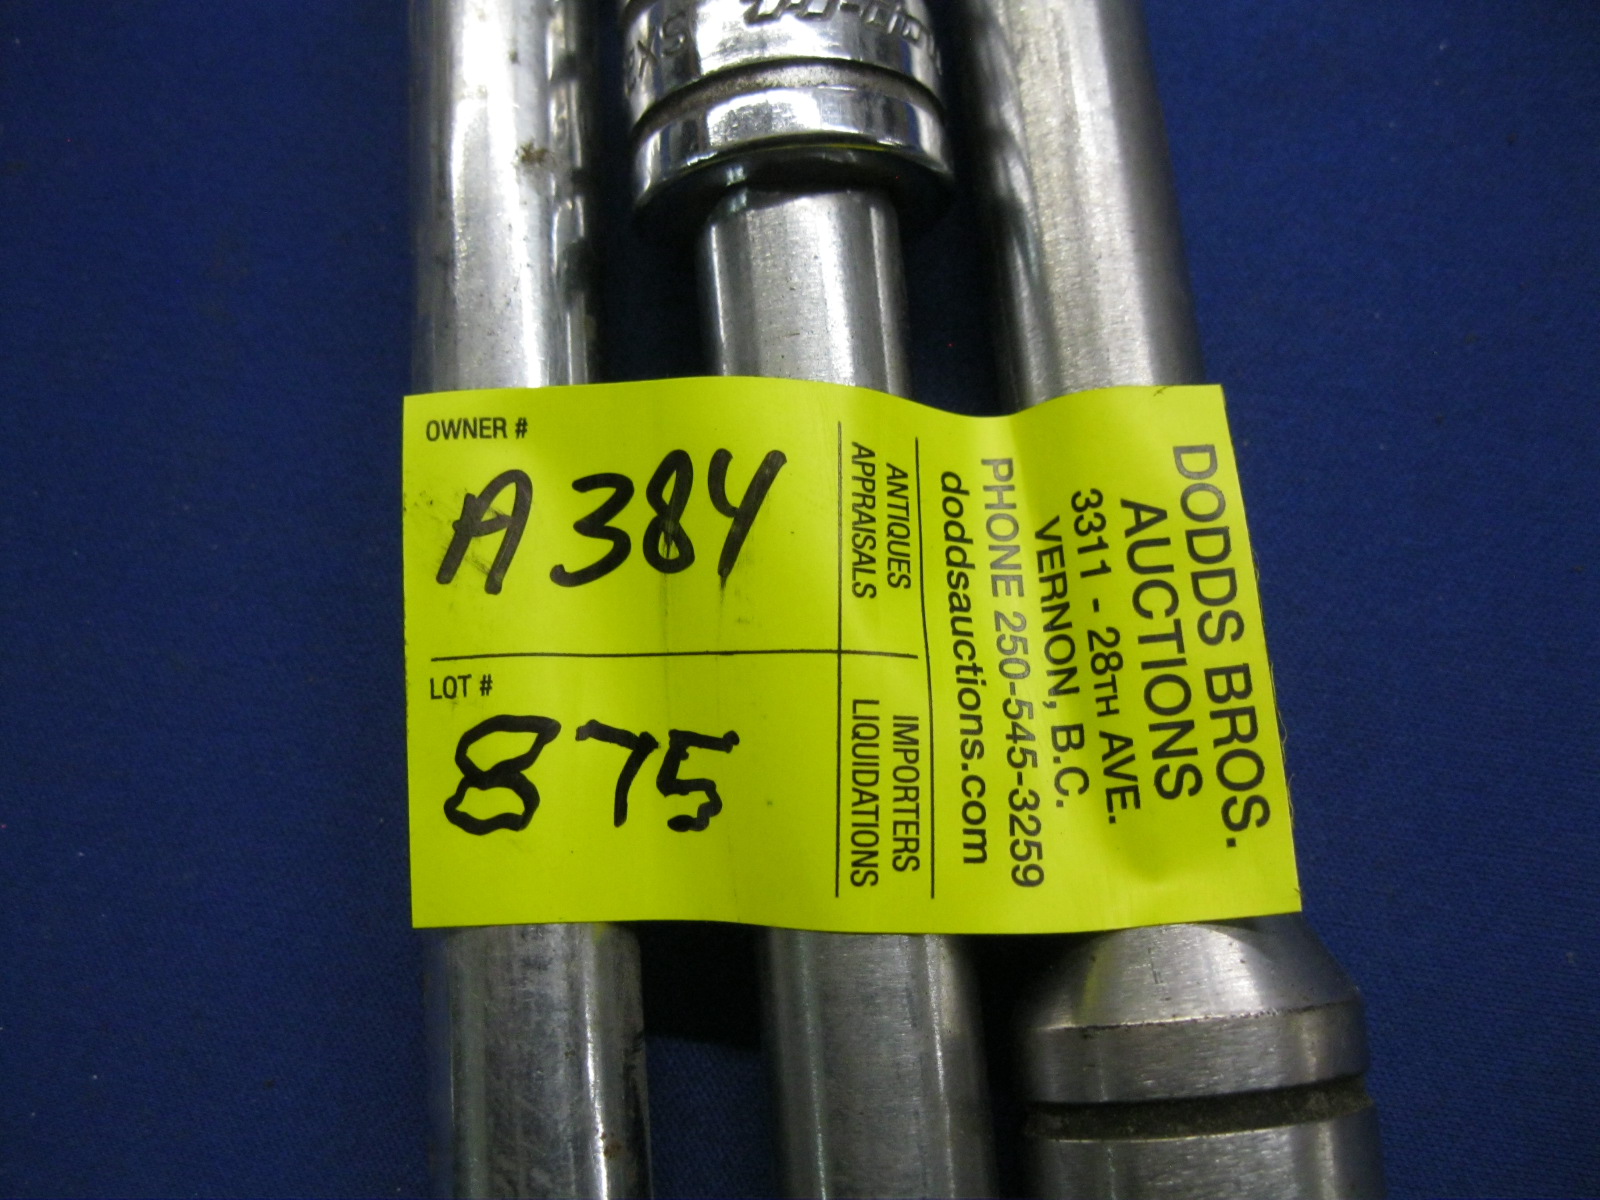 OWNER #
A384
LOT #
875
ANTIQUES
APPRAISALS
IMPORTERS
LIQUIDATIONS
DODDS BROS.
AUCTIONS
3311 - 28TH AVE.
VERNON, B.C.
PHONE 250-545-3259
doddsauctions.com